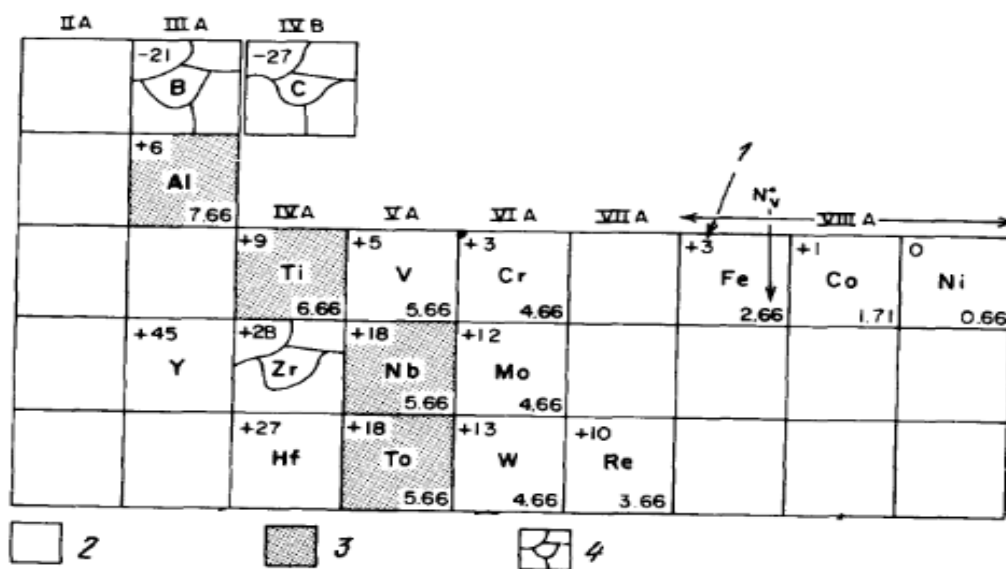 II A III A IV B
-21 -27
B C
+6
Al
7.66
1
N*v
IV A V A VI A VII A VIII A
+9 +5 +3 +3 +1 0
Ti V Cr Fe Co Ni
6.66 5.66 4.66 2.66 1.71 0.66
+45 +28 +18 +12
Y Zr Nb Mo
5.66 4.66
+27 +18 +13 +10
Hf To W Re
5.66 4.66 3.66
2 3 4